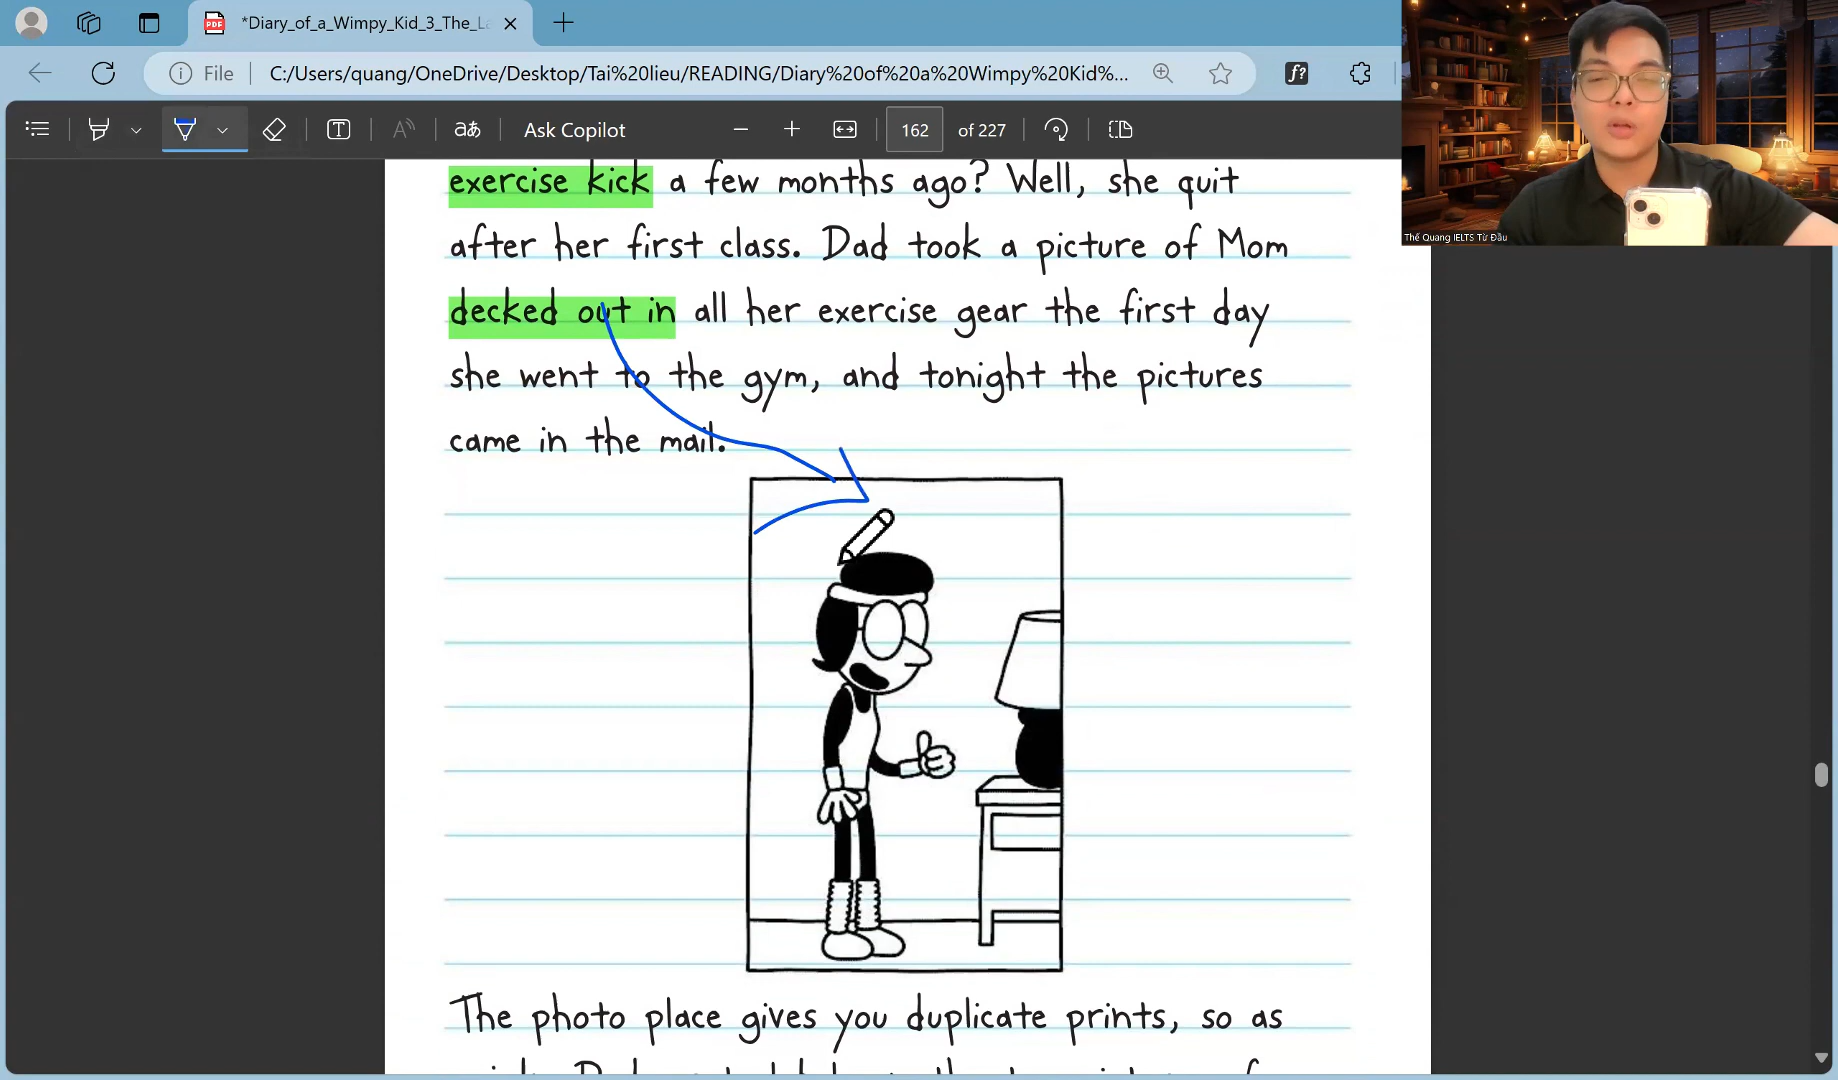 *Diary_of_a_Wimpy_Kid_3_The_La
File
C:/Users/quang/OneDrive/Desktop/Tai%20lieu/READING/Diary%20of%20a%20Wimpy%20Kid%...
f?
Ask Copilot
162 of 227
Thế Quang IELTS Từ Đầu
exercise kick a few months ago? Well, she quit
after her first class. Dad took a picture of Mom
decked out in all her exercise gear the first day
she went to the gym, and tonight the pictures
came in the mail.
The photo place gives you duplicate prints, so as